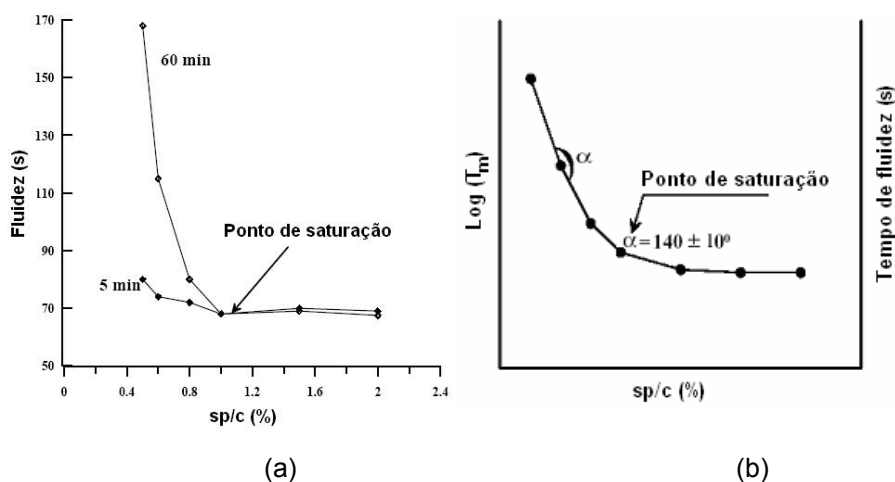 170
60 min
150
130
Fluidez (s)
110
Ponto de saturação
90
5 min
70
50
0
0.4
0.8
1.2
1.6
2.0
2.4
sp/c (%)
(a)
b)
Log (Tm)
α
Ponto de saturação
α = 140 ± 10º
Tempo de fluidez (s)
sp/c (%)
(b)